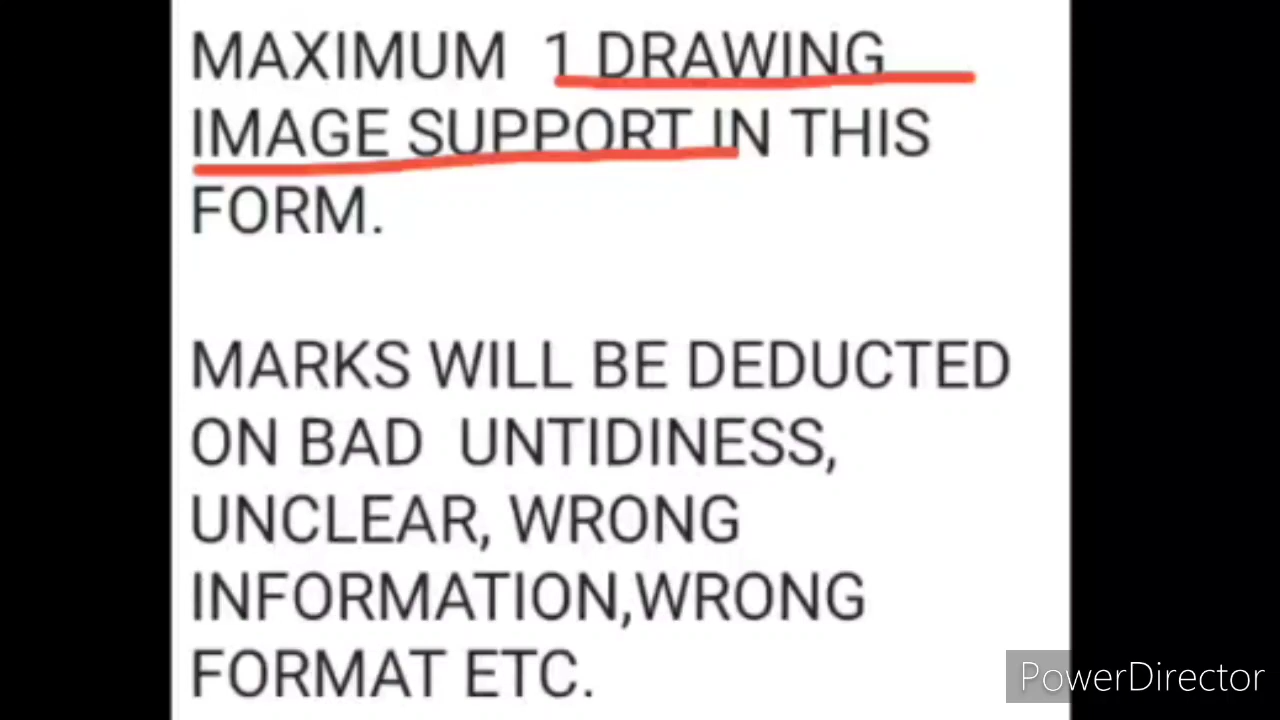 MAXIMUM 1 DRAWING
IMAGE SUPPORT IN THIS
FORM.
MARKS WILL BE DEDUCTED
ON BAD UNTIDINESS,
UNCLEAR, WRONG
INFORMATION,WRONG
FORMAT ETC.
PowerDirector